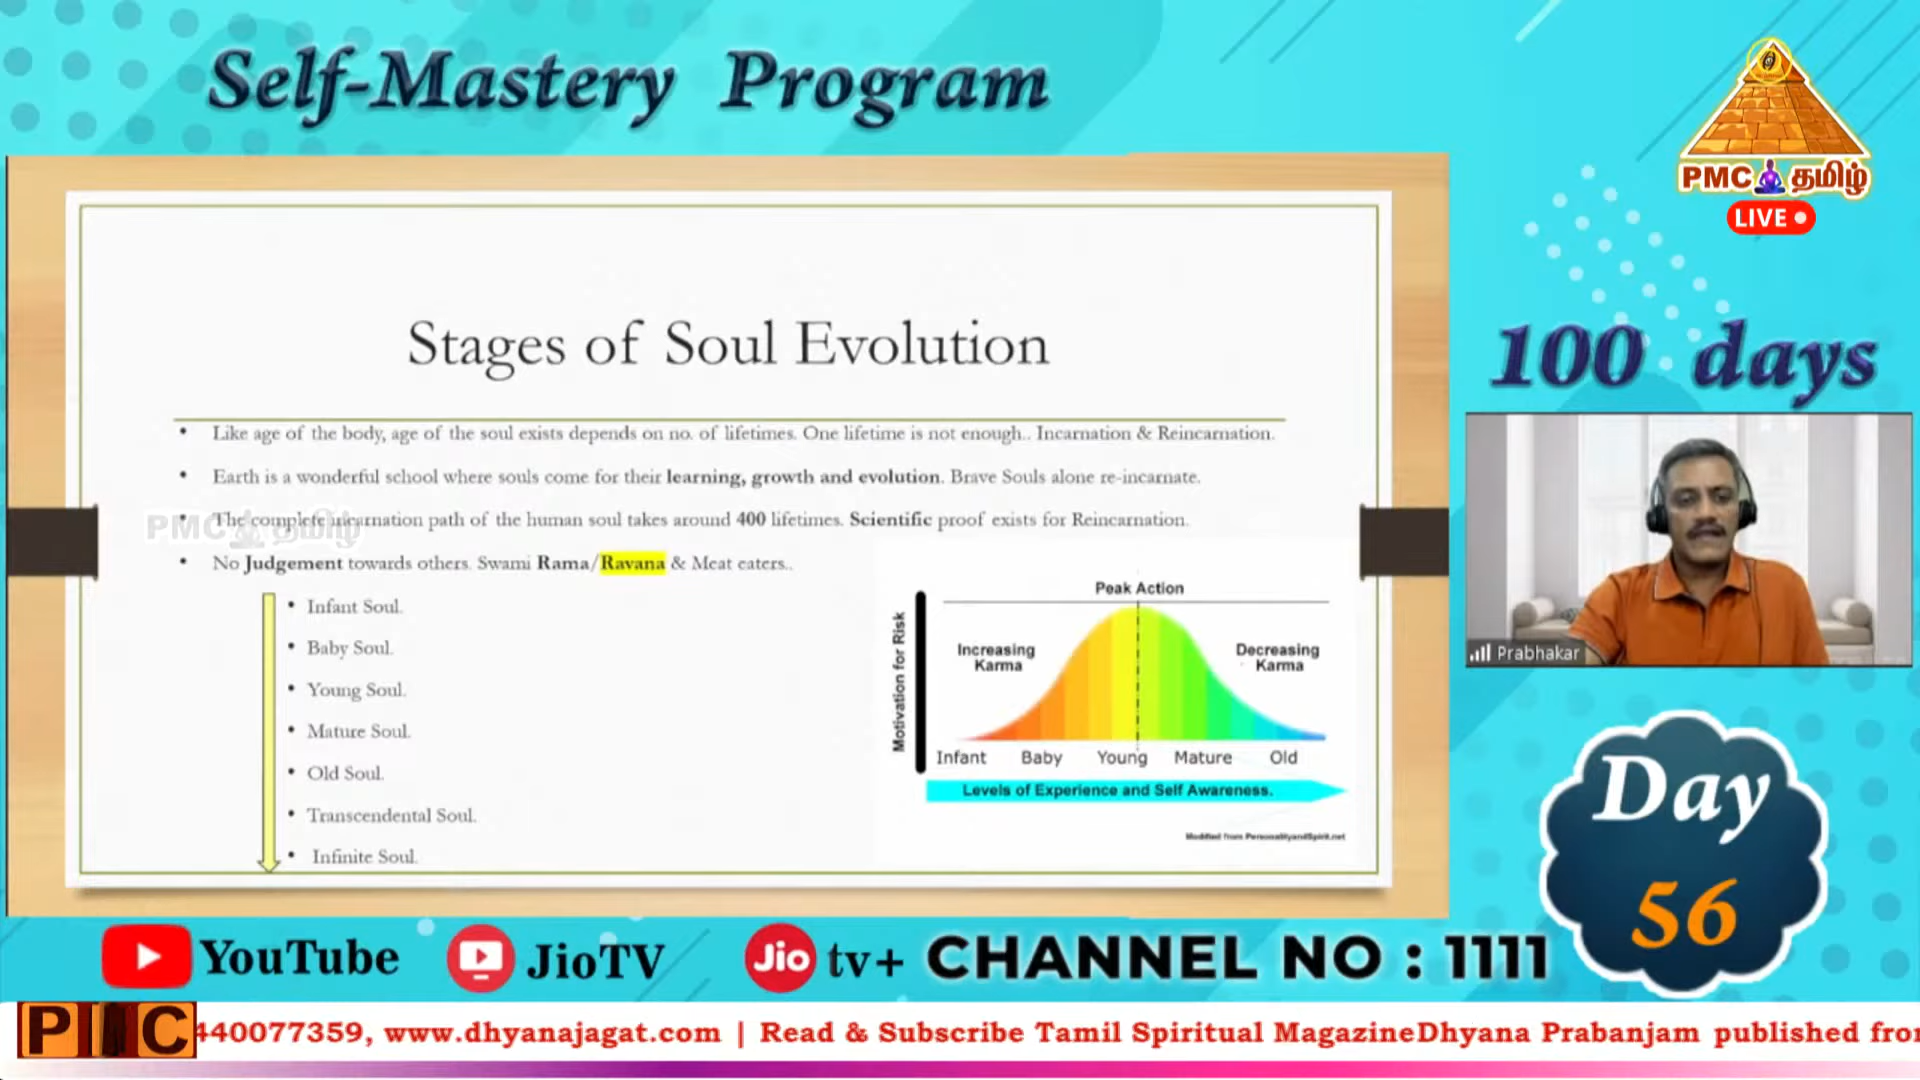 Self-Mastery Program
PMC தமிழ்
LIVE
100 days
Stages of Soul Evolution
• Like age of the body, age of the soul exists depends on no. of lifetimes. One lifetime is not enough.. Incarnation & Reincarnation.
• Earth is a wonderful school where souls come for their learning, growth and evolution. Brave Souls alone re-incarnate.
• The complete incarnation path of the human soul takes around 400 lifetimes. Scientific proof exists for Reincarnation.
PMC தமிழ்
• No Judgement towards others. Swami Rama/Ravana & Meat eaters..
• Infant Soul.
• Baby Soul.
• Young Soul.
• Mature Soul.
• Old Soul.
• Transcendental Soul.
• Infinite Soul.
Peak Action
Motivation for Risk
Increasing
Karma
Decreasing
Karma
Infant Baby Young Mature Old
Levels of Experience and Self Awareness.
Modified from PersonalityandSpirit.net
Prabhakar
Day
56
YouTube JioTV Jio tv+ CHANNEL NO : 1111
PMC 440077359, www.dhyanajagat.com | Read & Subscribe Tamil Spiritual MagazineDhyana Prabanjam published from